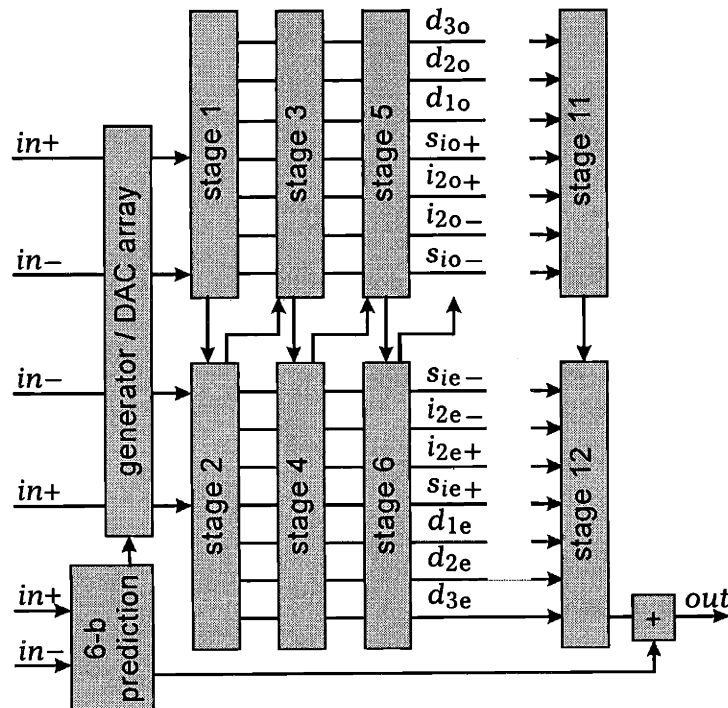 in+
in−
in−
in+
in+
in−
generator / DAC array
6-b
prediction
stage 1
stage 3
stage 5
d3o
d2o
d1o
sio+
i2o+
i2o−
sio−
stage 11
stage 2
stage 4
stage 6
sie−
i2e−
i2e+
sie+
d1e
d2e
d3e
stage 12
+
out